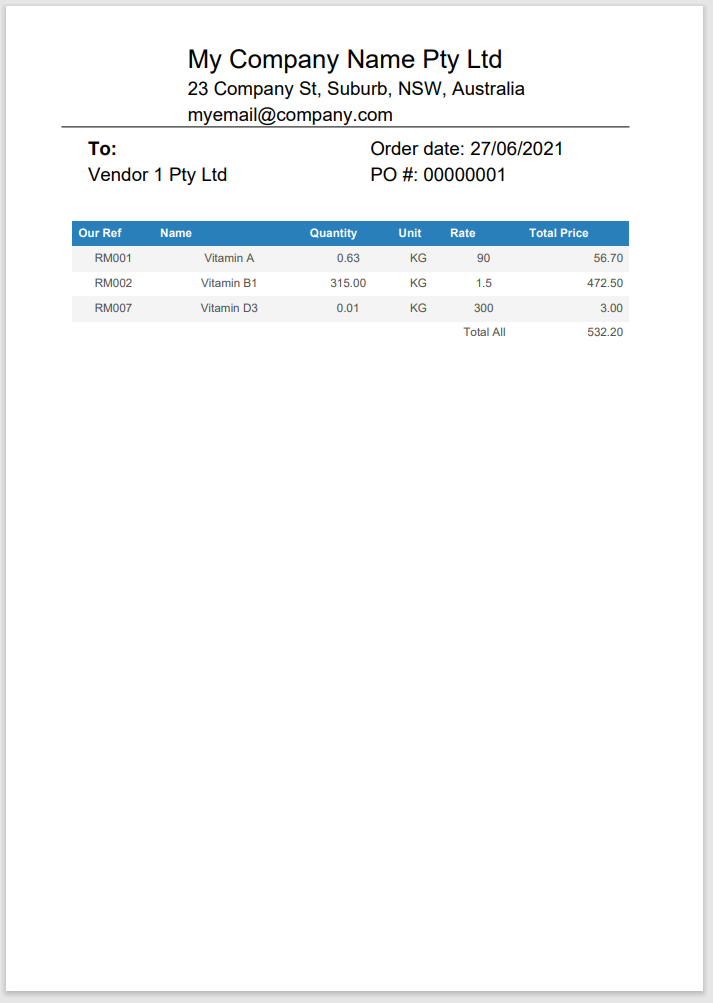 My Company Name Pty Ltd
23 Company St, Suburb, NSW, Australia
myemail@company.com
To: Order date: 27/06/2021
Vendor 1 Pty Ltd PO #: 00000001
Our Ref Name Quantity Unit Rate Total Price
RM001 Vitamin A 0.63 KG 90 56.70
RM002 Vitamin B1 315.00 KG 1.5 472.50
RM007 Vitamin D3 0.01 KG 300 3.00
Total All 532.20